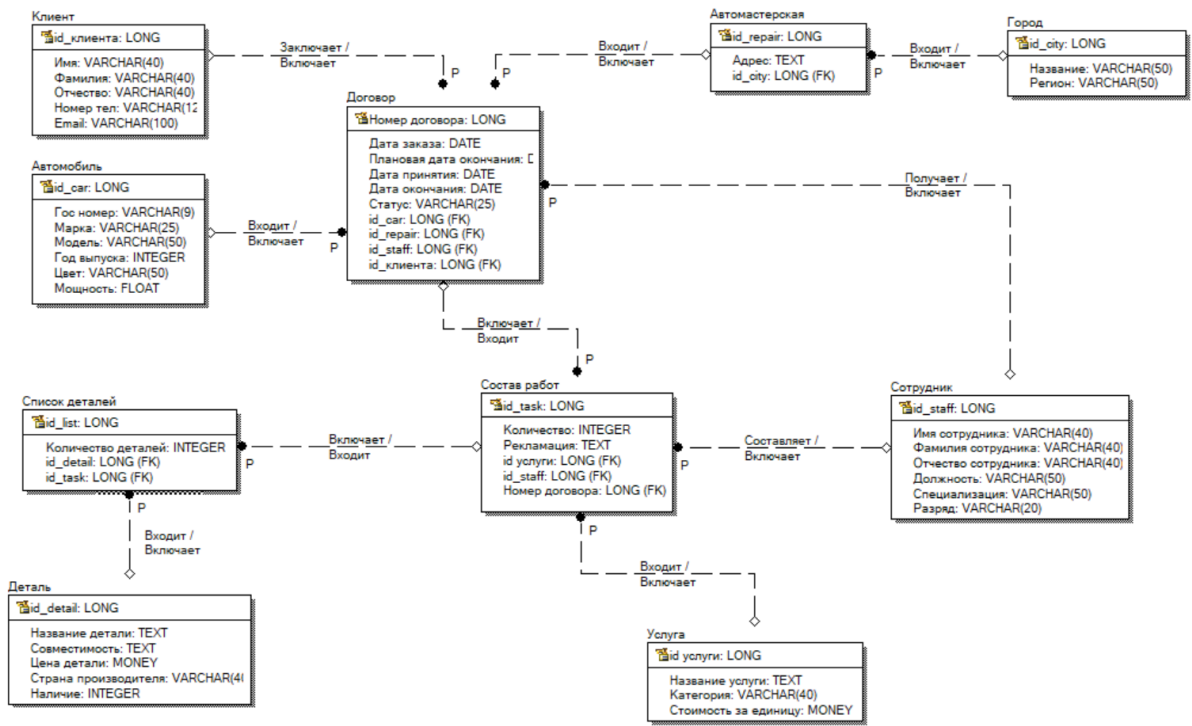 Клиент
id_клиента: LONG
Имя: VARCHAR(40)
Фамилия: VARCHAR(40)
Отчество: VARCHAR(40)
Номер тел: VARCHAR(12
Email: VARCHAR(100)
Заключает /
Включает
P
Входит /
Включает
P
Автомастерская
id_repair: LONG
Адрес: TEXT
id_city: LONG (FK)
P
Входит /
Включает
Город
id_city: LONG
Название: VARCHAR(50)
Регион: VARCHAR(50)
Договор
Номер договора: LONG
Дата заказа: DATE
Плановая дата окончания: D
Дата принятия: DATE
Дата окончания: DATE
Статус: VARCHAR(25)
id_car: LONG (FK)
id_repair: LONG (FK)
id_staff: LONG (FK)
id_клиента: LONG (FK)
P
Получает /
Включает
Автомобиль
id_car: LONG
Гос номер: VARCHAR(9)
Марка: VARCHAR(25)
Модель: VARCHAR(50)
Год выпуска: INTEGER
Цвет: VARCHAR(50)
Мощность: FLOAT
Входит /
Включает
P
Включает /
Входит
P
Список деталей
id_list: LONG
Количество деталей: INTEGER
id_detail: LONG (FK)
id_task: LONG (FK)
P
Включает /
Входит
Состав работ
id_task: LONG
Количество: INTEGER
Рекламация: TEXT
id услуги: LONG (FK)
id_staff: LONG (FK)
Номер договора: LONG (FK)
P
Составляет /
Включает
Сотрудник
id_staff: LONG
Имя сотрудника: VARCHAR(40)
Фамилия сотрудника: VARCHAR(40)
Отчество сотрудника: VARCHAR(40)
Должность: VARCHAR(50)
Специализация: VARCHAR(50)
Разряд: VARCHAR(20)
P
Входит /
Включает
P
Входит /
Включает
Деталь
id_detail: LONG
Название детали: TEXT
Совместимость: TEXT
Цена детали: MONEY
Страна производителя: VARCHAR(4(
Наличие: INTEGER
Услуга
id услуги: LONG
Название услуги: TEXT
Категория: VARCHAR(40)
Стоимость за единицу: MONEY